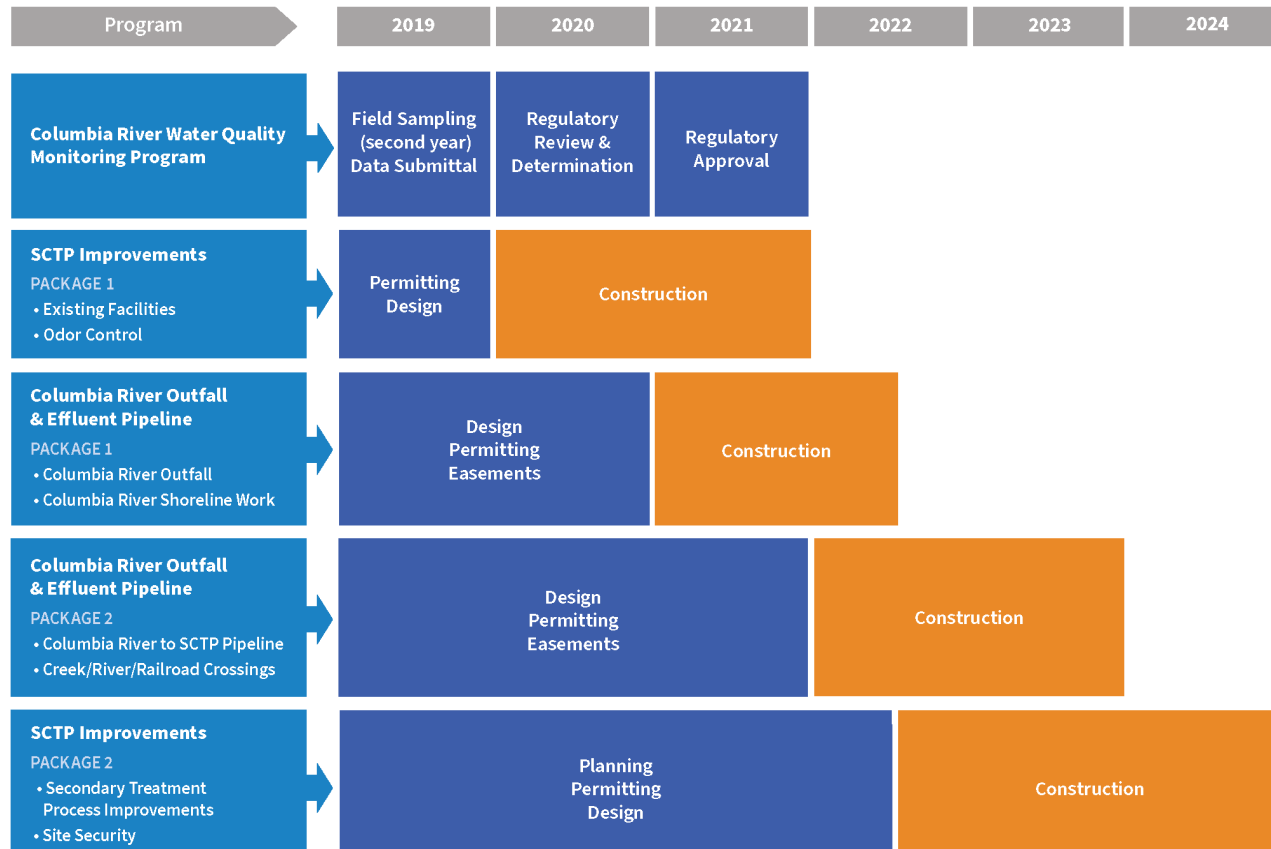 Program
2019
2020
2021
2022
2023
2024
Columbia River Water Quality
Monitoring Program
Field Sampling
(second year)
Data Submittal
Regulatory
Review &
Determination
Regulatory
Approval
SCTP Improvements
PACKAGE 1
• Existing Facilities
• Odor Control
Permitting
Design
Construction
Columbia River Outfall
& Effluent Pipeline
PACKAGE 1
• Columbia River Outfall
• Columbia River Shoreline Work
Design
Permitting
Easements
Construction
Columbia River Outfall
& Effluent Pipeline
PACKAGE 2
• Columbia River to SCTP Pipeline
• Creek/River/Railroad Crossings
Design
Permitting
Easements
Construction
SCTP Improvements
PACKAGE 2
• Secondary Treatment
Process Improvements
• Site Security
Planning
Permitting
Design
Construction